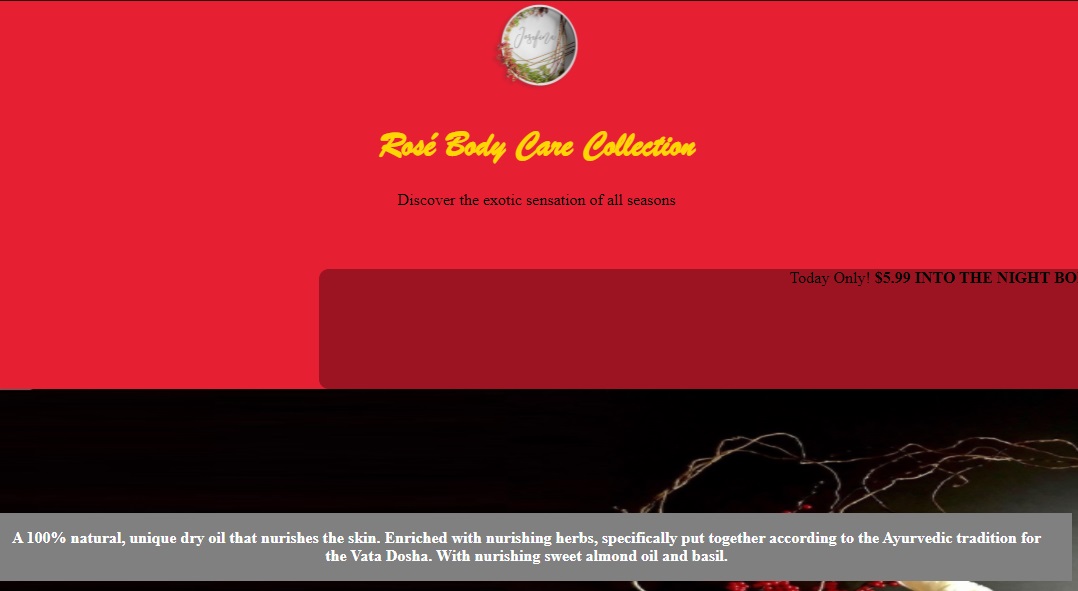 Josefina
Rosé Body Care Collection
Discover the exotic sensation of all seasons
Today Only! $5.99 INTO THE NIGHT BO
A 100% natural, unique dry oil that nurishes the skin. Enriched with nurishing herbs, specifically put together according to the Ayurvedic tradition for
the Vata Dosha. With nurishing sweet almond oil and basil.